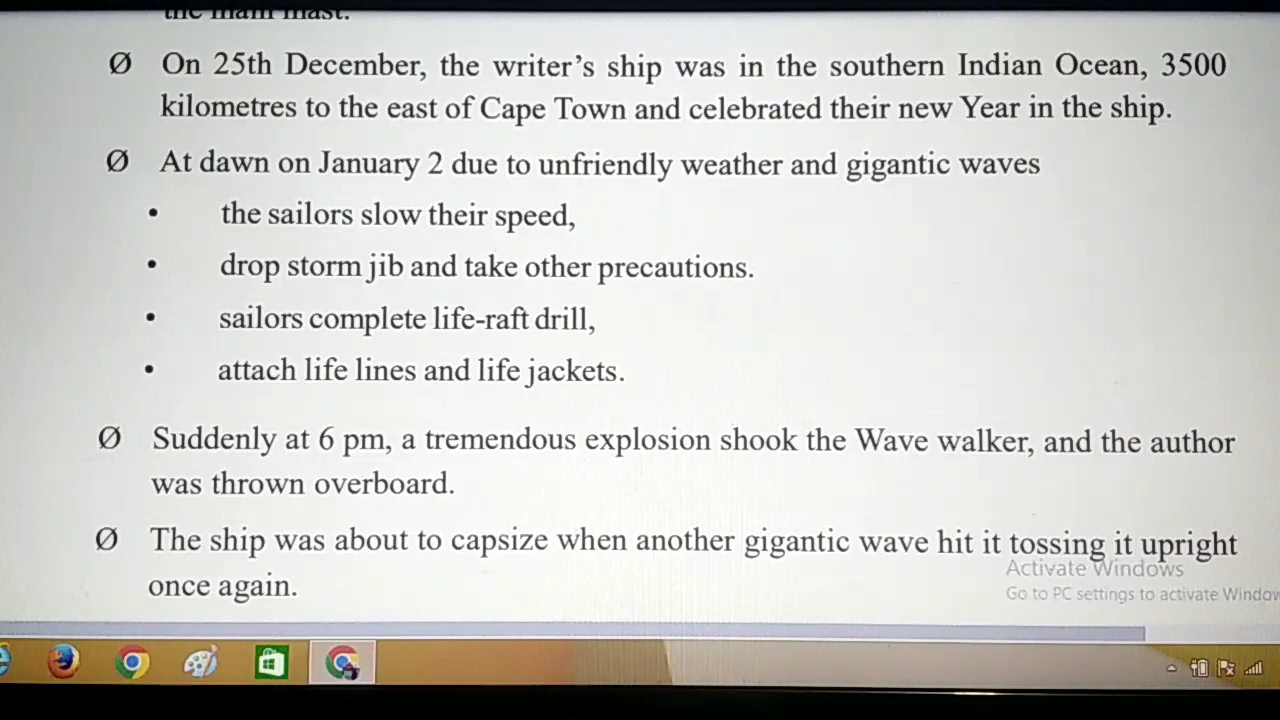 the main mast.
Ø On 25th December, the writer's ship was in the southern Indian Ocean, 3500
kilometres to the east of Cape Town and celebrated their new Year in the ship.
Ø At dawn on January 2 due to unfriendly weather and gigantic waves
• the sailors slow their speed,
• drop storm jib and take other precautions.
• sailors complete life-raft drill,
• attach life lines and life jackets.
Ø Suddenly at 6 pm, a tremendous explosion shook the Wave walker, and the author
was thrown overboard.
Ø The ship was about to capsize when another gigantic wave hit it tossing it upright
once again.
Activate Windows
Go to PC settings to activate Window